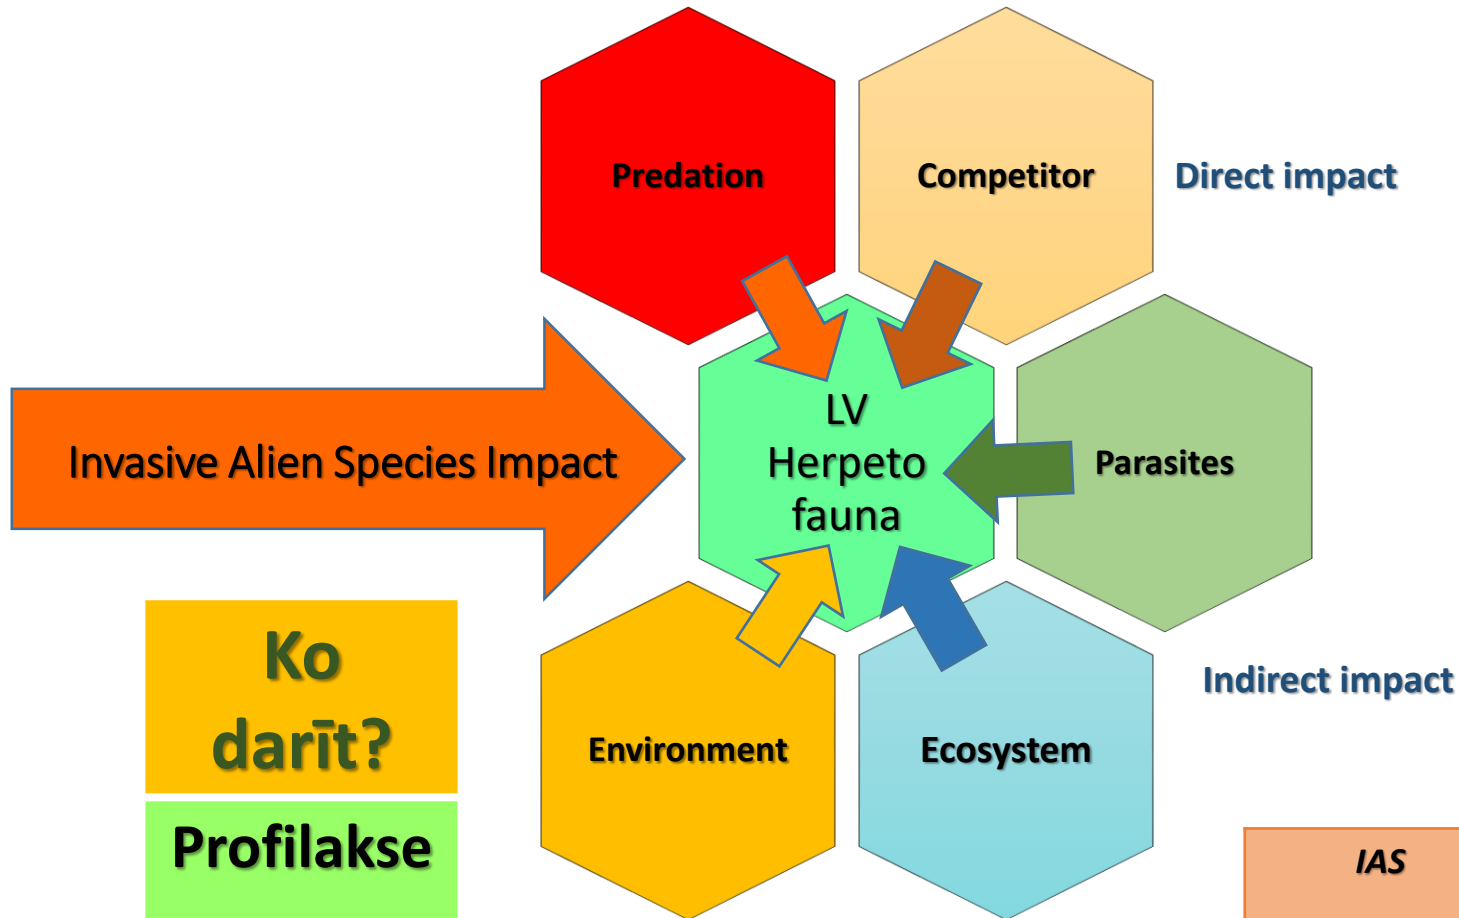 Predation
Competitor
Direct impact
Invasive Alien Species Impact
LV
Herpeto
fauna
Parasites
Ko
darīt?
Profilakse
Environment
Ecosystem
Indirect impact
IAS